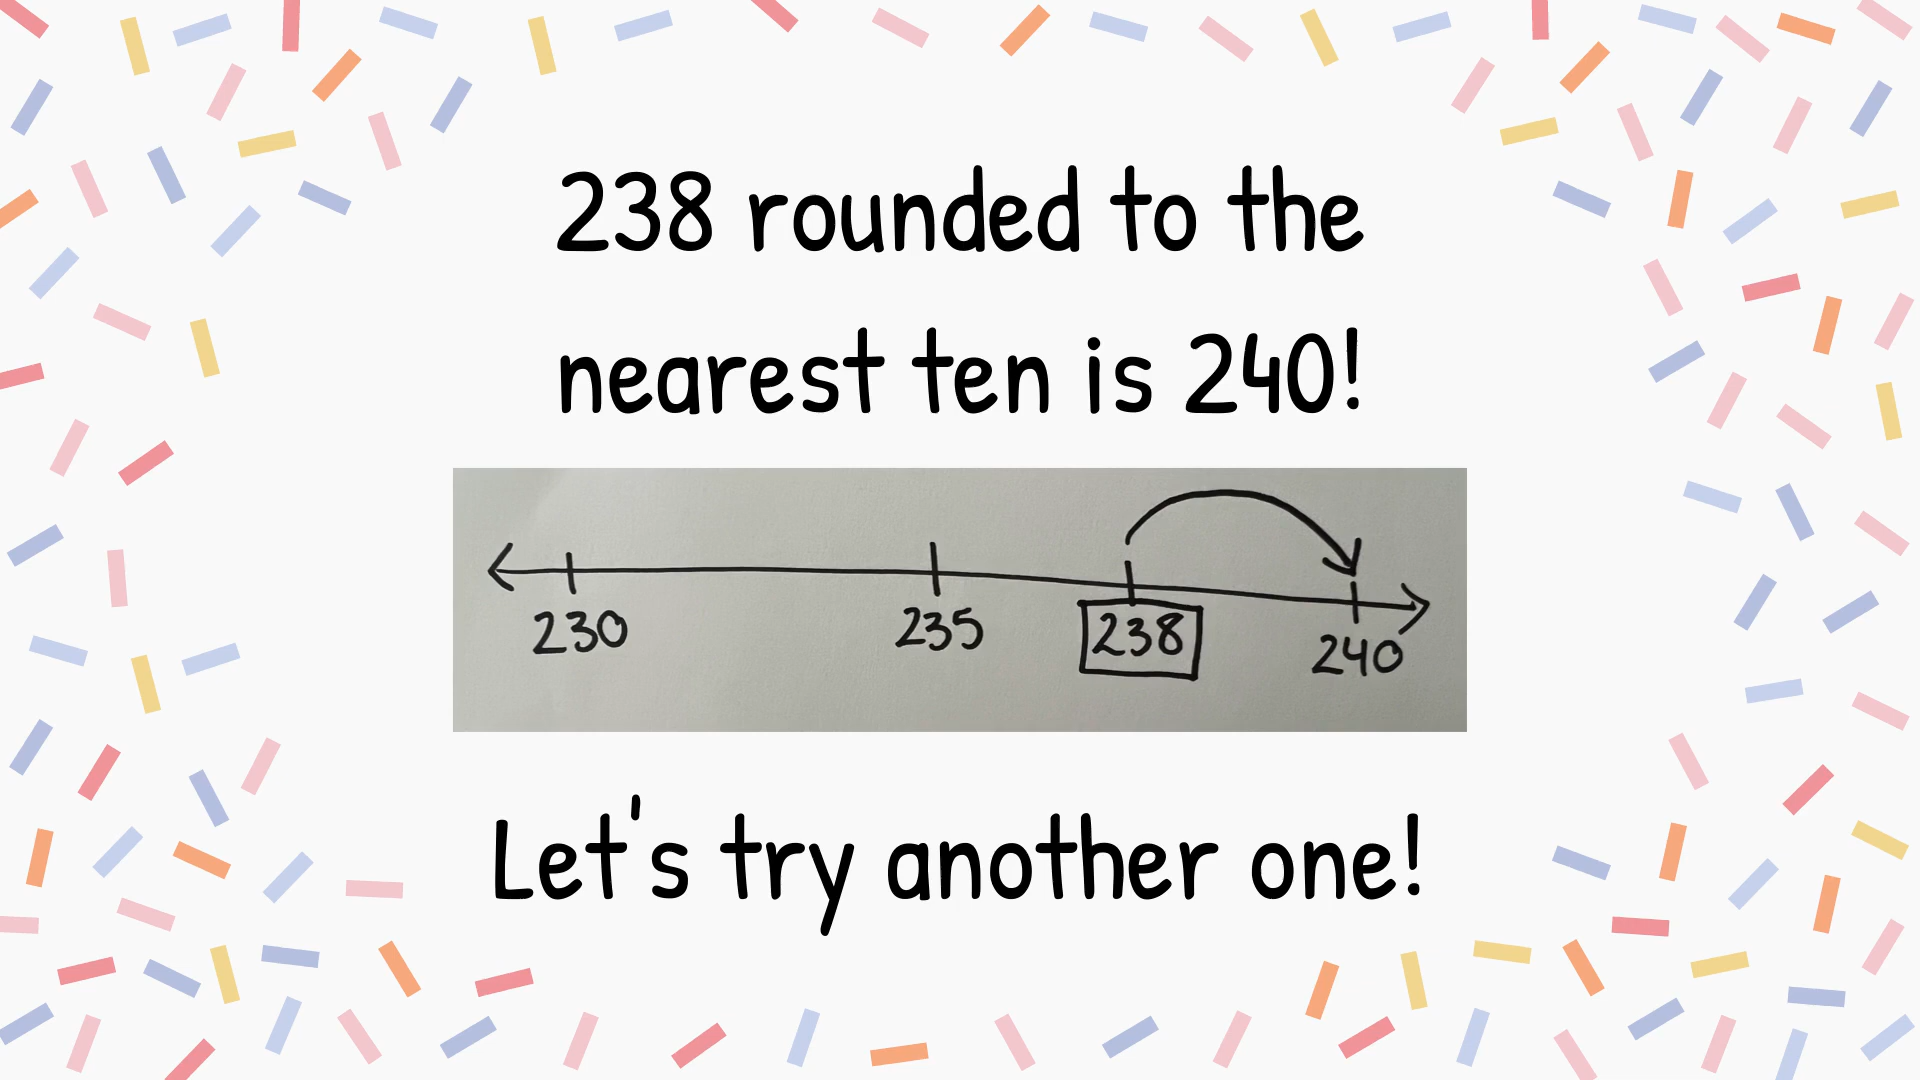 238 rounded to the
nearest ten is 240!
230 235 238 240
Let's try another one!